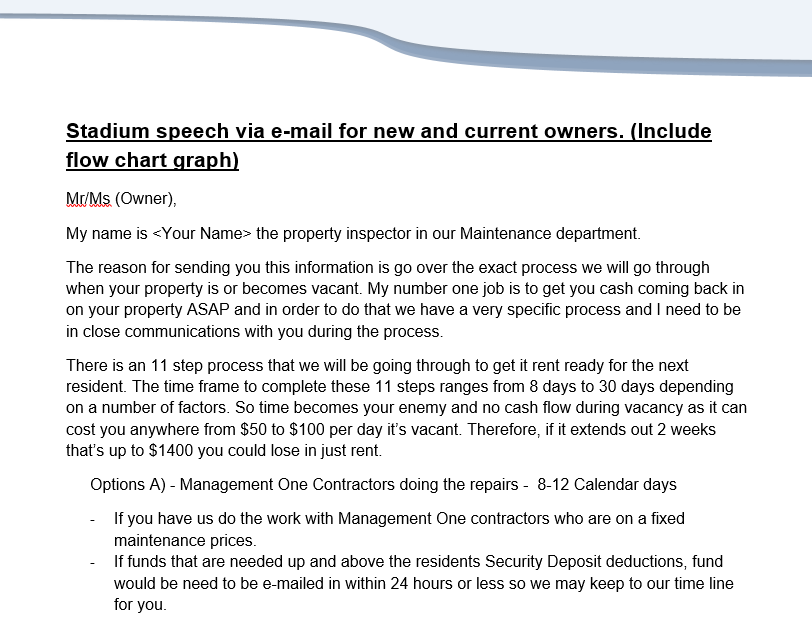 Stadium speech via e-mail for new and current owners. (Include
flow chart graph)
Mr/Ms (Owner),
My name is <Your Name> the property inspector in our Maintenance department.
The reason for sending you this information is go over the exact process we will go through
when your property is or becomes vacant. My number one job is to get you cash coming back in
on your property ASAP and in order to do that we have a very specific process and I need to be
in close communications with you during the process.
There is an 11 step process that we will be going through to get it rent ready for the next
resident. The time frame to complete these 11 steps ranges from 8 days to 30 days depending
on a number of factors. So time becomes your enemy and no cash flow during vacancy as it can
cost you anywhere from $50 to $100 per day it's vacant. Therefore, if it extends out 2 weeks
that's up to $1400 you could lose in just rent.
Options A) - Management One Contractors doing the repairs - 8-12 Calendar days
- If you have us do the work with Management One contractors who are on a fixed
maintenance prices.
- If funds that are needed up and above the residents Security Deposit deductions, fund
would be need to be e-mailed in within 24 hours or less so we may keep to our time line
for you.